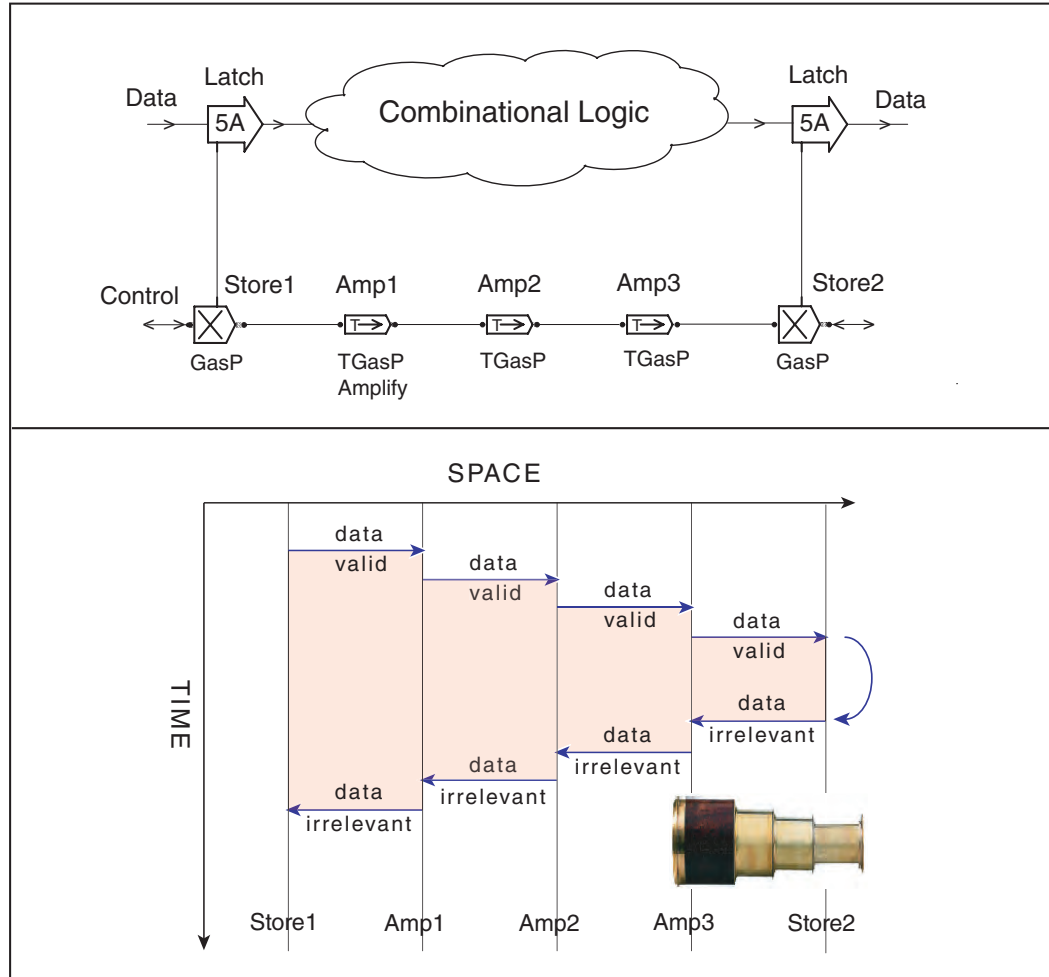 Latch
Latch
Data
Data
5A
Combinational Logic
5A
Control
Store1
Amp1
Amp2
Amp3
Store2
T
T
T
GasP
TGasP
Amplify
TGasP
TGasP
GasP
SPACE
TIME
data
valid
data
valid
data
valid
data
valid
data
irrelevant
data
irrelevant
data
irrelevant
data
irrelevant
Store1
Amp1
Amp2
Amp3
Store2